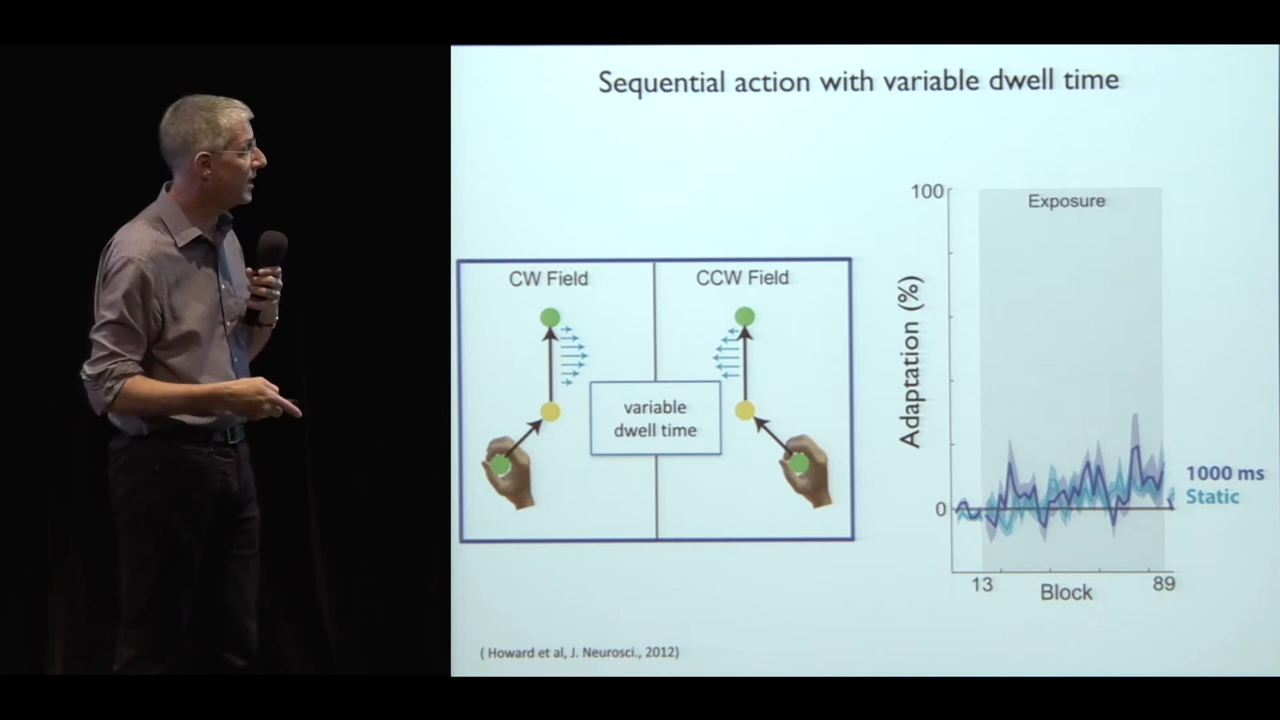 Sequential action with variable dwell time
CW Field
CCW Field
variable
dwell time
100
Exposure
Adaptation (%)
0
1000 ms
Static
13
89
Block
( Howard et al, J. Neurosci., 2012)